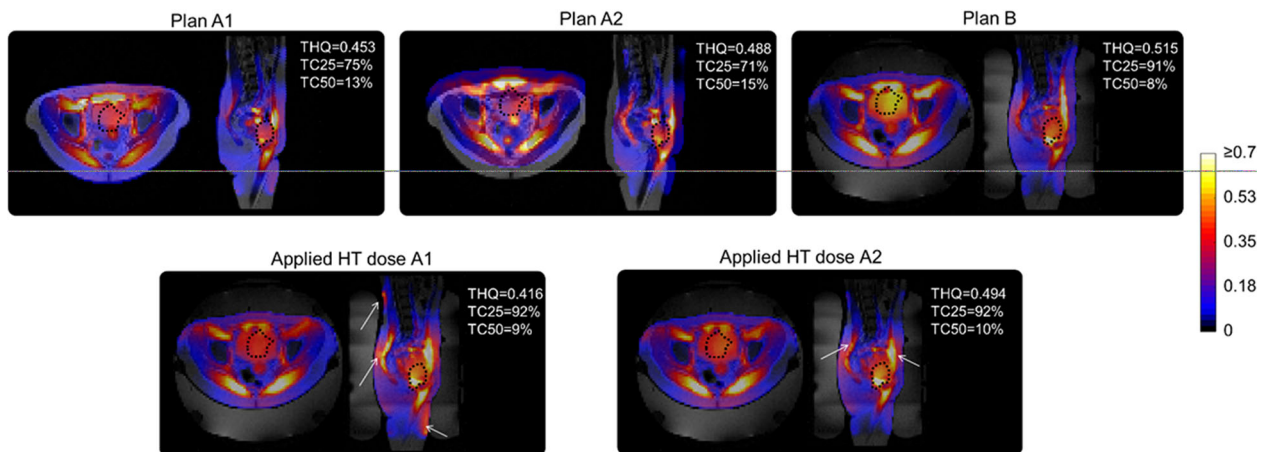 Plan A1
THQ=0.453
TC25=75%
TC50=13%
Plan A2
THQ=0.488
TC25=71%
TC50=15%
Plan B
THQ=0.515
TC25=91%
TC50=8%
≥0.7
0.53
0.35
0.18
0
Applied HT dose A1
THQ=0.416
TC25=92%
TC50=9%
Applied HT dose A2
THQ=0.494
TC25=92%
TC50=10%